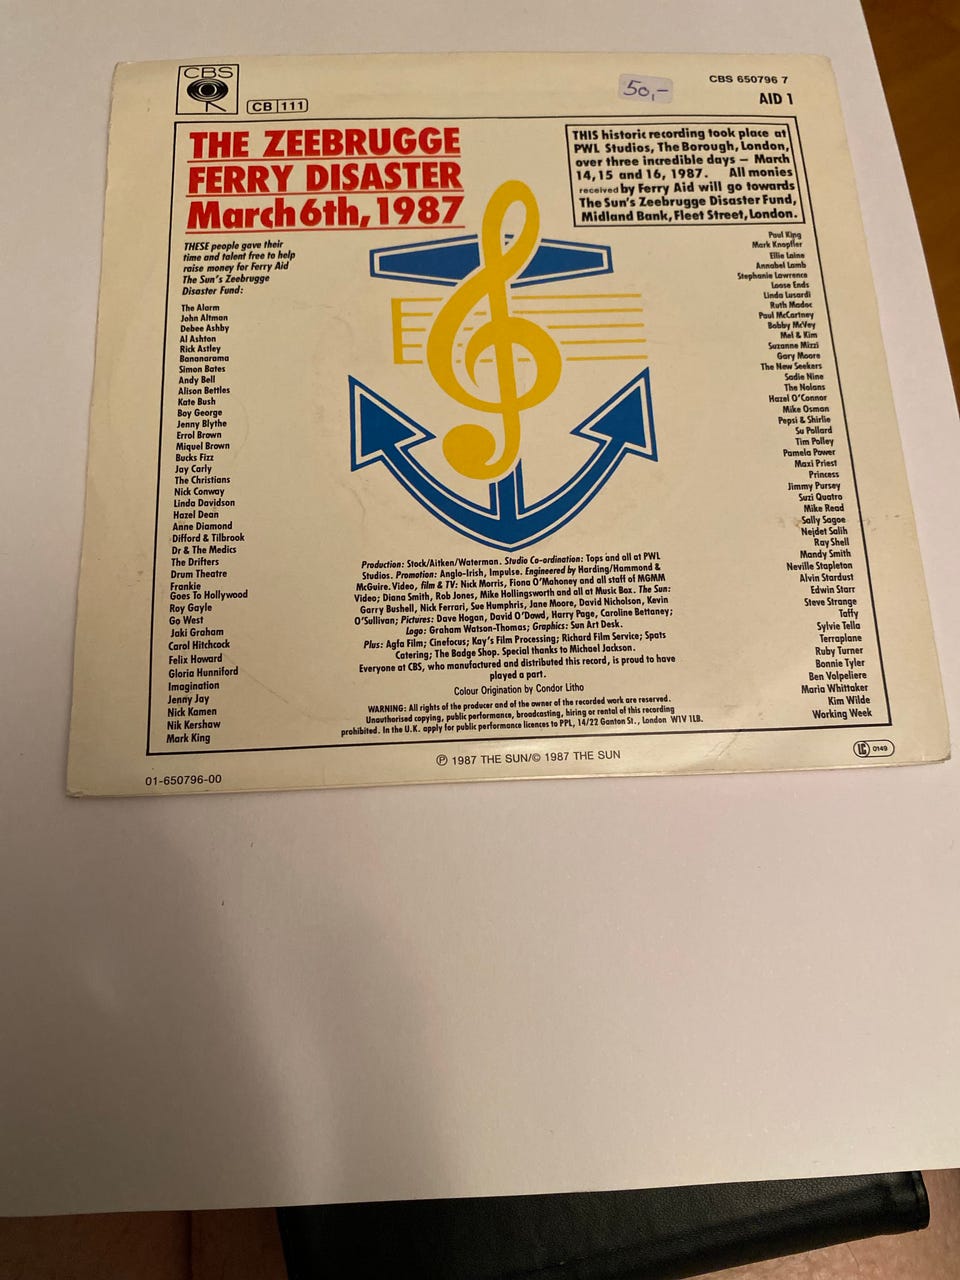 CBS
CB 111
50,-
CBS 650796 7
AID 1
THE ZEEBRUGGE
FERRY DISASTER
March 6th, 1987
THIS historic recording took place at
PWL Studios, The Borough, London,
over three incredible days – March
14, 15 and 16, 1987. All monies
received by Ferry Aid will go towards
The Sun's Zeebrugge Disaster Fund,
Midland Bank, Fleet Street, London.
THESE people gave their
time and talent free to help
raise money for Ferry Aid
The Sun's Zeebrugge
Disaster Fund:
The Alarm
John Altman
Debee Ashby
Al Ashton
Rick Astley
Bananarama
Simon Bates
Andy Bell
Alison Bettles
Kate Bush
Boy George
Jenny Blythe
Errol Brown
Miquel Brown
Bucks Fizz
Jay Carly
The Christians
Nick Conway
Linda Davidson
Hazel Dean
Anne Diamond
Difford & Tilbrook
Dr & The Medics
The Drifters
Drum Theatre
Frankie
Goes To Hollywood
Roy Gayle
Go West
Jaki Graham
Carol Hitchcock
Felix Howard
Gloria Hunniford
Imagination
Jenny Jay
Nick Kamen
Nik Kershaw
Mark King
Paul King
Mark Knopfler
Ellie Laine
Annabel Lamb
Stephanie Lawrence
Loose Ends
Linda Lusardi
Ruth Madoc
Paul McCartney
Bobby McVey
Mel & Kim
Suzanne Mizzi
Gary Moore
The New Seekers
Sadie Nine
The Nolans
Hazel O'Connor
Mike Osman
Pepsi & Shirlie
Su Pollard
Tim Polley
Pamela Power
Maxi Priest
Princess
Jimmy Pursey
Suzi Quatro
Mike Read
Sally Sagoe
Nejdet Salih
Ray Shell
Mandy Smith
Neville Stapleton
Alvin Stardust
Edwin Starr
Steve Strange
Taffy
Sylvie Tella
Terraplane
Ruby Turner
Bonnie Tyler
Ben Volpeliere
Maria Whittaker
Kim Wilde
Working Week
Production: Stock/Aitken/Waterman. Studio Co-ordination: Tops and all at PWL
Studios. Promotion: Anglo-Irish, Impulse. Engineered by Harding/Hammond &
McGuire. Video, film & TV: Nick Morris, Fiona O'Mahoney and all staff of MGMM
Video; Diana Smith, Rob Jones, Mike Hollingsworth and all at Music Box. The Sun:
Garry Bushell, Nick Ferrari, Sue Humphris, Jane Moore, David Nicholson, Kevin
O'Sullivan; Pictures: Dave Hogan, David O'Dowd, Harry Page, Caroline Bettaney;
Logo: Graham Watson-Thomas; Graphics: Sun Art Desk.
Plus: Agfa Film; Cinefocus; Kay's Film Processing; Richard Film Service; Spats
Catering; The Badge Shop. Special thanks to Michael Jackson.
Everyone at CBS, who manufactured and distributed this record, is proud to have
played a part.
Colour Origination by Condor Litho
WARNING: All rights of the producer and of the owner of the recorded work are reserved.
Unauthorised copying, public performance, broadcasting, hiring or rental of this recording
prohibited. In the U.K. apply for public performance licences to PPL, 14/22 Ganton St., London W1V 1LB.
℗ 1987 THE SUN/© 1987 THE SUN
LC 0149
01-650796-00